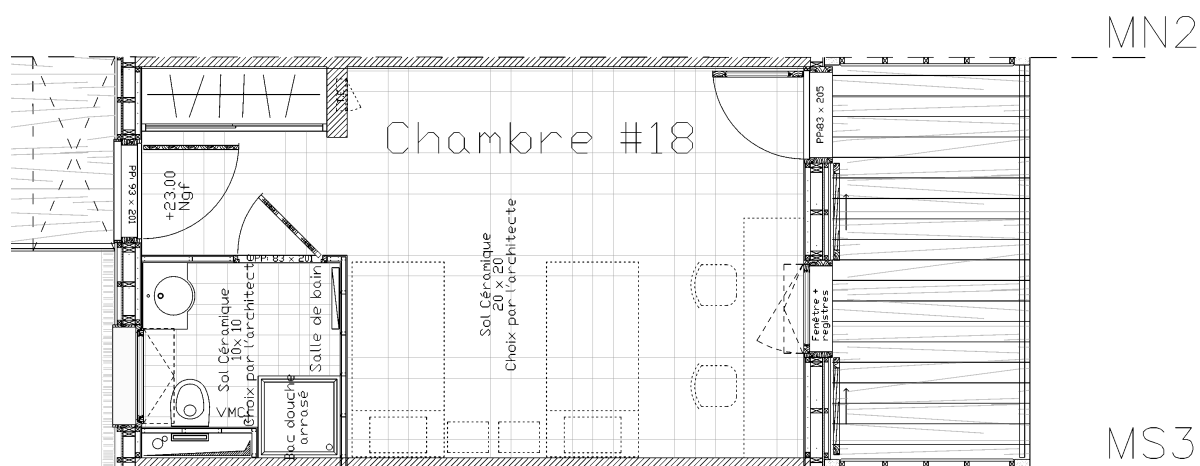 MN2
Chambre #18
PP:83 x 205
PP: 93 x 201
+23.00
Ngf
PP: 83 x 201
Sol Céramique
20 x 20
Choix par l'architecte
Fenêtre +
registres
Sol Céramique
10x 10
Choix par l'architecte
Salle de bain
VMC
Bac douche
arrasé
MS3